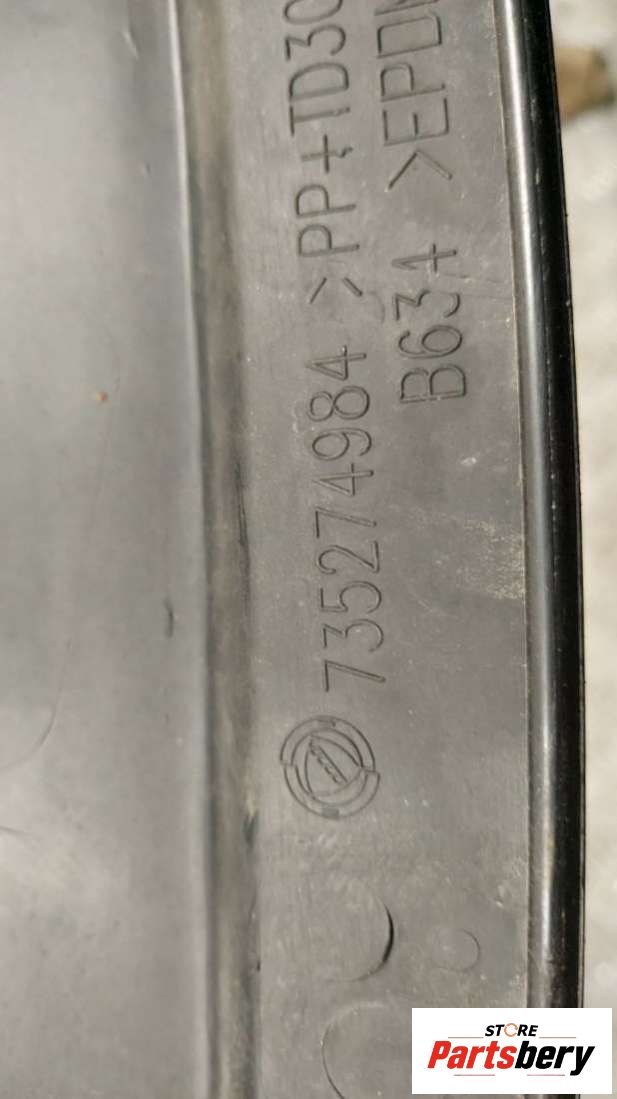 735274984 >PP+TD30
B634 >EPDM
STORE
Partsbery